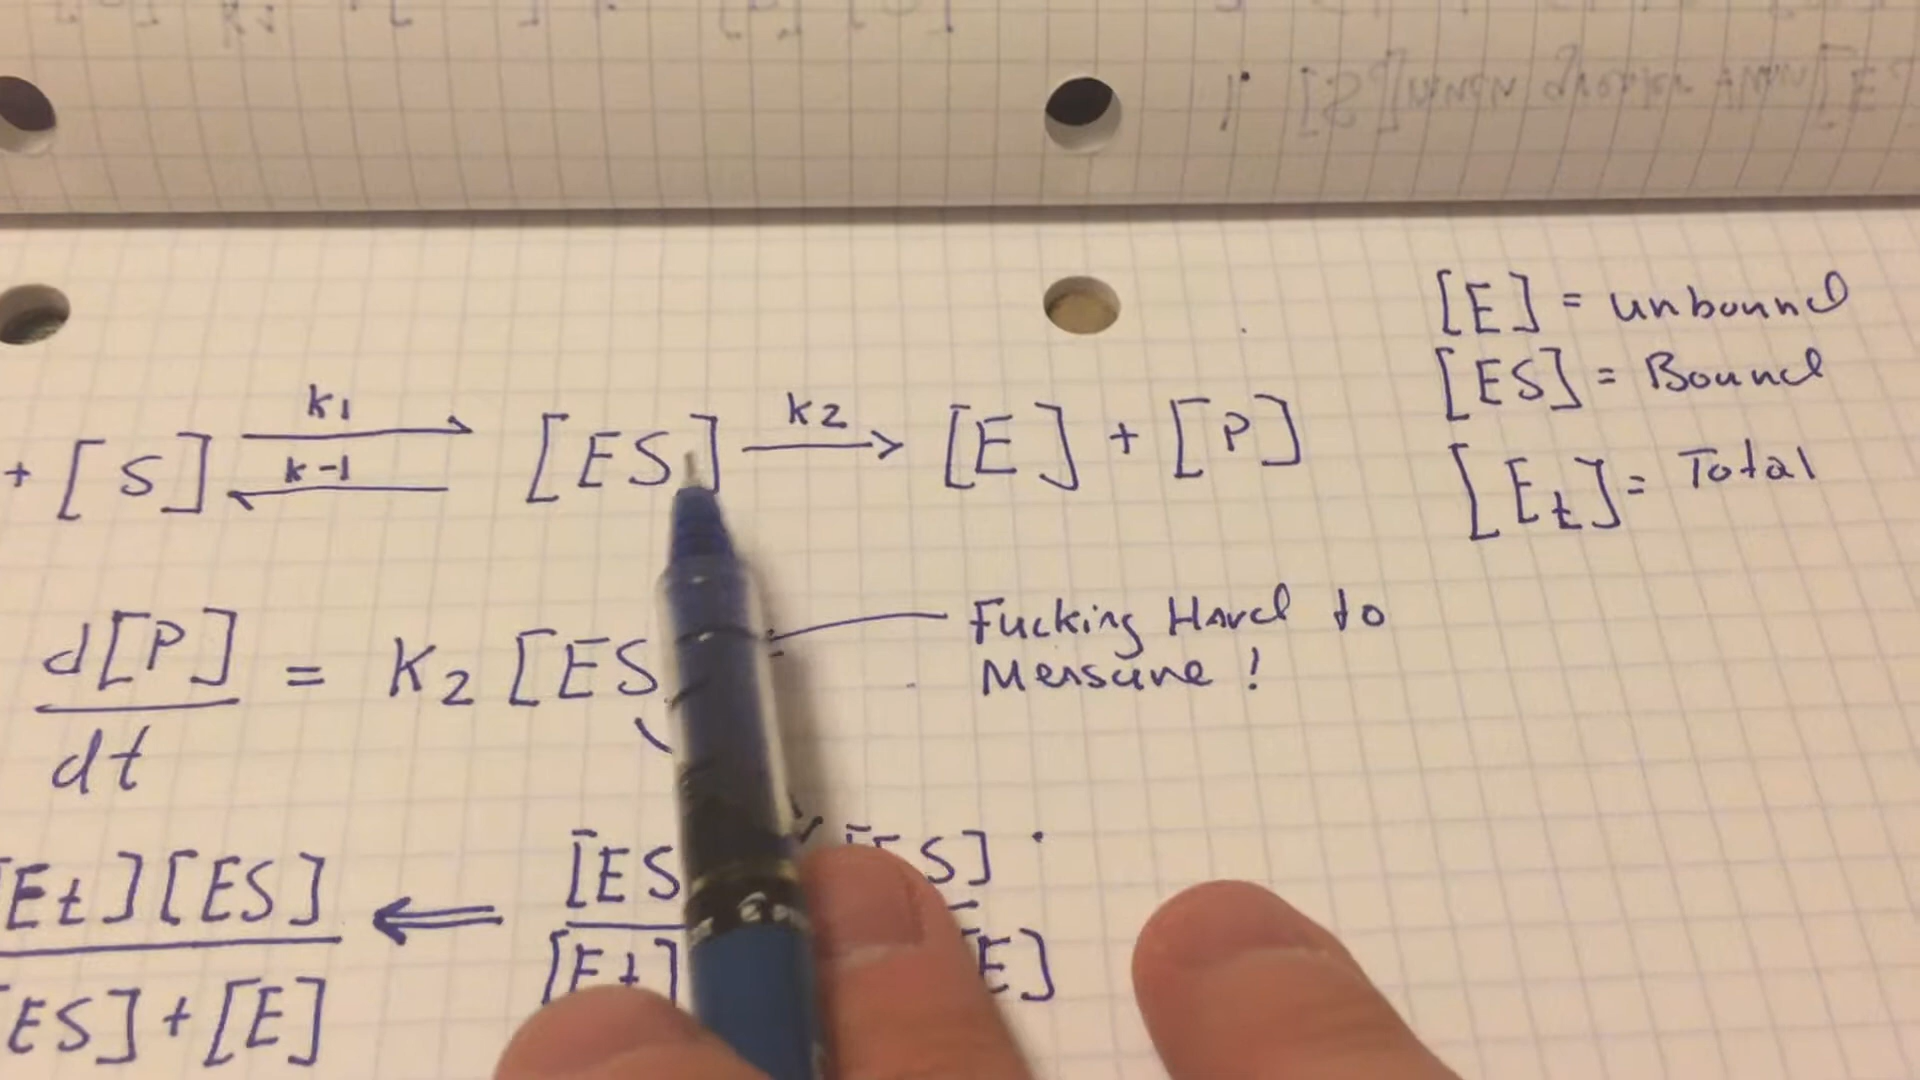 + [S] k1 k-1 [ES] k2 [E] + [P]
[E] = unbound
[ES] = Bound
[Et] = Total
d[P]/dt = K2 [ES
Fucking Hard to
Measure!
[Et][ES] / [ES]+[E] ⇐ [ES / [Et] ES] / E]